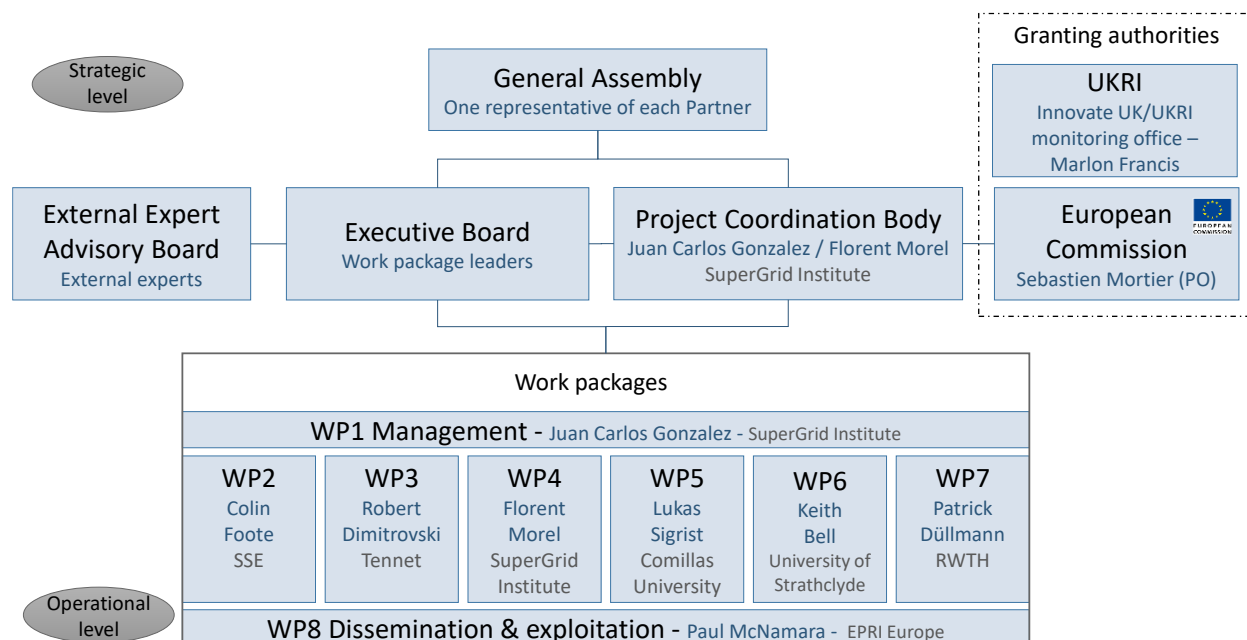 Granting authorities
Strategic
level
General Assembly
One representative of each Partner
UKRI
Innovate UK/UKRI
monitoring office –
Marlon Francis
External Expert
Advisory Board
External experts
Executive Board
Work package leaders
Project Coordination Body
Juan Carlos Gonzalez / Florent Morel
SuperGrid Institute
European
Commission
EUROPEAN
COMMISSION
Sebastien Mortier (PO)
Work packages
WP1 Management - Juan Carlos Gonzalez - SuperGrid Institute
WP2
Colin
Foote
SSE
WP3
Robert
Dimitrovski
Tennet
WP4
Florent
Morel
SuperGrid
Institute
WP5
Lukas
Sigrist
Comillas
University
WP6
Keith
Bell
University of
Strathclyde
WP7
Patrick
Düllmann
RWTH
Operational
level
WP8 Dissemination & exploitation - Paul McNamara - EPRI Europe